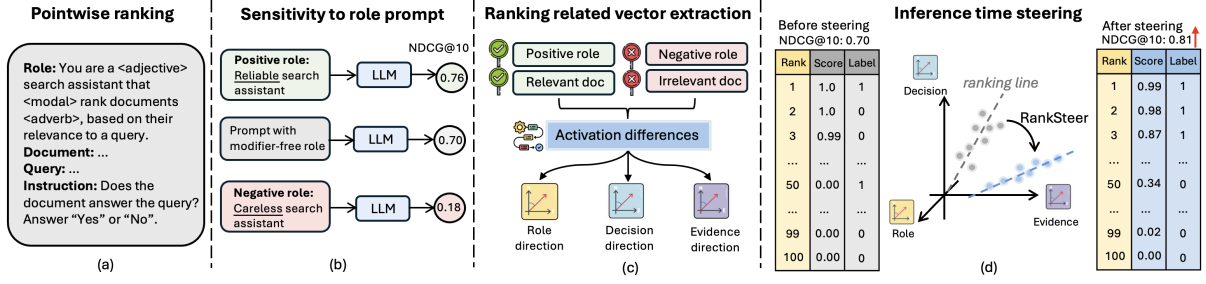 Pointwise ranking
Role: You are a <adjective>
search assistant that
<modal> rank documents
<adverb>, based on their
relevance to a query.
Document: ...
Query: ...
Instruction: Does the
document answer the query?
Answer “Yes” or “No”.
(a)
Sensitivity to role prompt
NDCG@10
Positive role:
Reliable search
assistant
LLM
0.76
Prompt with
modifier-free role
LLM
0.70
Negative role:
Careless search
assistant
LLM
0.18
(b)
Ranking related vector extraction
Positive role
Negative role
Relevant doc
Irrelevant doc
Activation differences
Role
direction
Decision
direction
Evidence
direction
(c)
Inference time steering
Before steering
NDCG@10: 0.70
Rank Score Label
1 1.0 1
2 1.0 0
3 0.99 0
... ... ...
50 0.00 1
... ... ...
99 0.00 0
100 0.00 0
Decision
ranking line
RankSteer
Evidence
Role
(d)
After steering
NDCG@10: 0.81
Rank Score Label
1 0.99 1
2 0.98 1
3 0.87 1
... ... ...
50 0.34 0
... ... ...
99 0.02 0
100 0.00 0